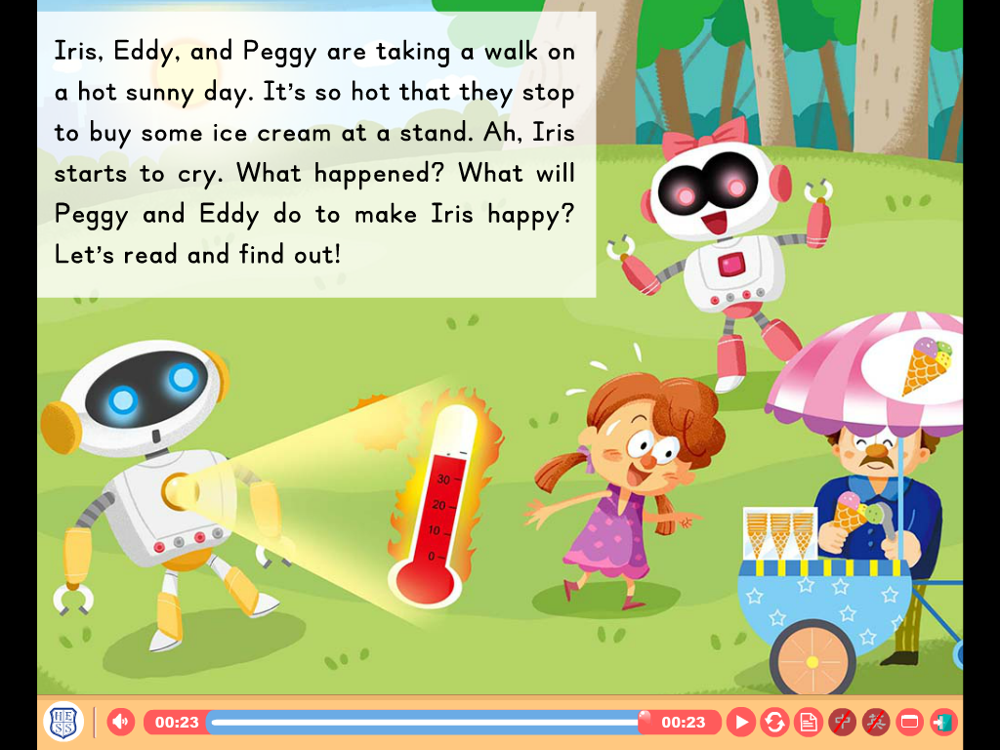 Iris, Eddy, and Peggy are taking a walk on
a hot sunny day. It's so hot that they stop
to buy some ice cream at a stand. Ah, Iris
starts to cry. What happened? What will
Peggy and Eddy do to make Iris happy?
Let's read and find out!
30
20
10
0
HESS
00:23
00:23
中
英